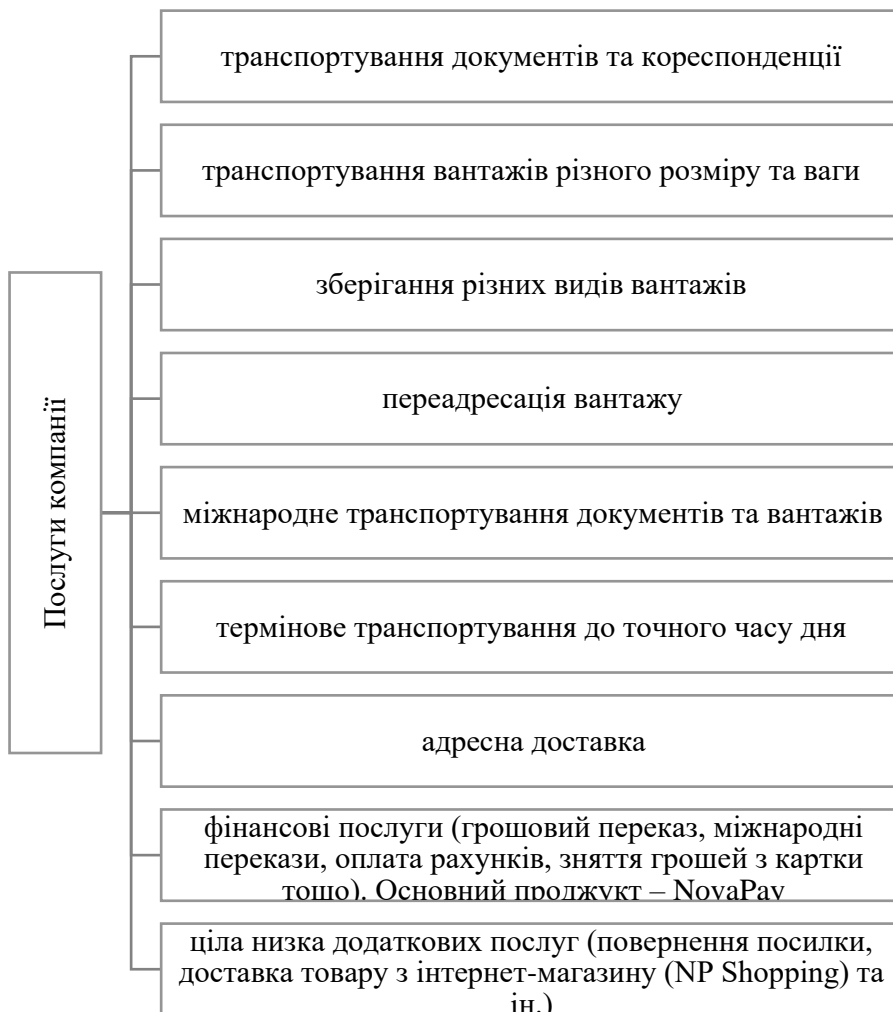 транспортування документів та кореспонденції
транспортування вантажів різного розміру та ваги
зберігання різних видів вантажів
переадресація вантажу
Послуги компанії
міжнародне транспортування документів та вантажів
термінове транспортування до точного часу дня
адресна доставка
фінансові послуги (грошовий переказ, міжнародні
перекази, оплата рахунків, зняття грошей з картки
тощо). Основний проджукт – NovaPay
ціла низка додаткових послуг (повернення посилки,
доставка товару з інтернет-магазину (NP Shopping) та
ін.)